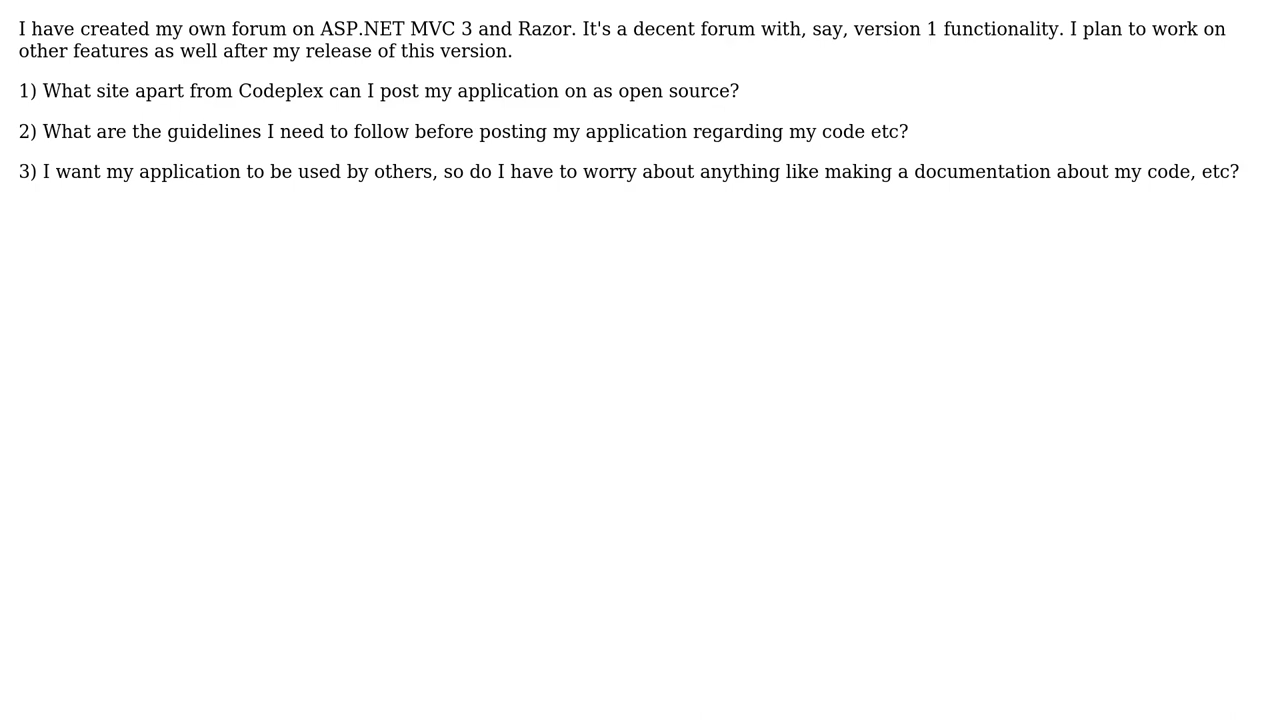 I have created my own forum on ASP.NET MVC 3 and Razor. It's a decent forum with, say, version 1 functionality. I plan to work on
other features as well after my release of this version.
1) What site apart from Codeplex can I post my application on as open source?
2) What are the guidelines I need to follow before posting my application regarding my code etc?
3) I want my application to be used by others, so do I have to worry about anything like making a documentation about my code, etc?